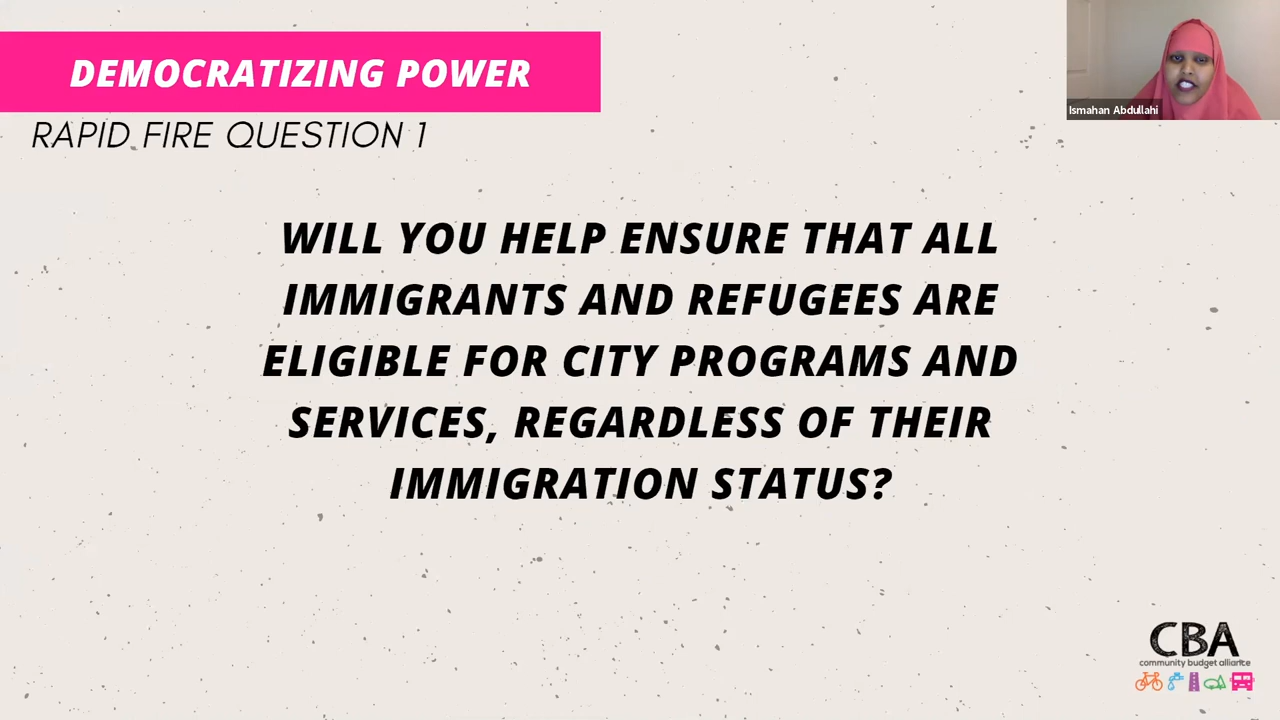 DEMOCRATIZING POWER
RAPID FIRE QUESTION 1
Ismahan Abdullahi
WILL YOU HELP ENSURE THAT ALL
IMMIGRANTS AND REFUGEES ARE
ELIGIBLE FOR CITY PROGRAMS AND
SERVICES, REGARDLESS OF THEIR
IMMIGRATION STATUS?
CBA
community budget alliance